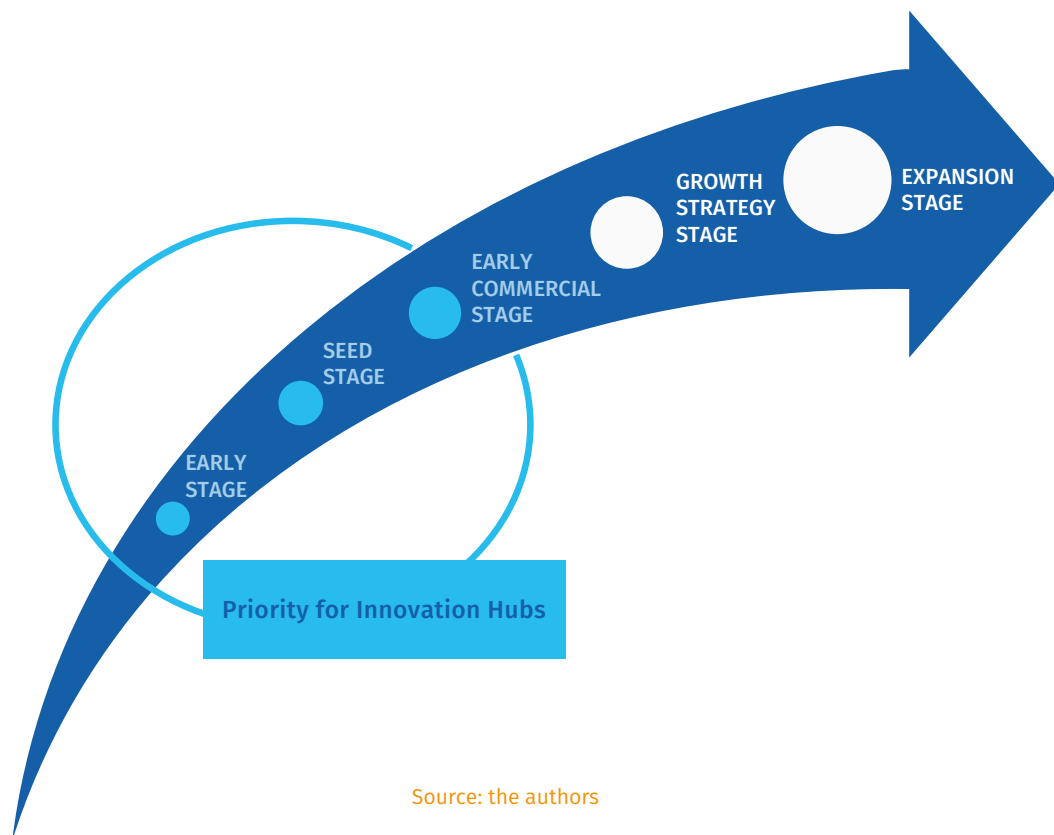 GROWTH
STRATEGY
STAGE
EXPANSION
STAGE
EARLY
COMMERCIAL
STAGE
SEED
STAGE
EARLY
STAGE
Priority for Innovation Hubs
Source: the authors